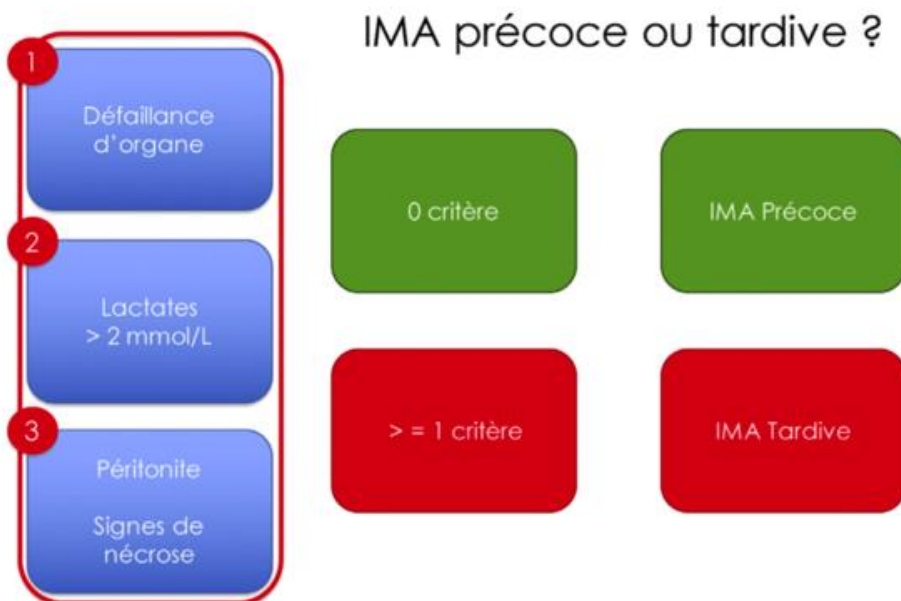 IMA précoce ou tardive ?
1
Défaillance
d'organe
2
Lactates
> 2 mmol/L
3
Péritonite
Signes de
nécrose
0 critère
IMA Précoce
> = 1 critère
IMA Tardive